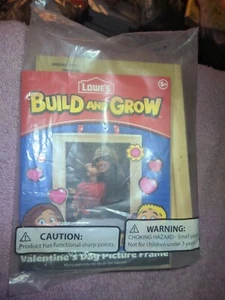 LOWE'S
5+
BUILD AND GROW
CAUTION:
Product has functional sharp points.
WARNING:
CHOKING HAZARD - Small
Not for children under 3
Valentine's Day Picture Frame